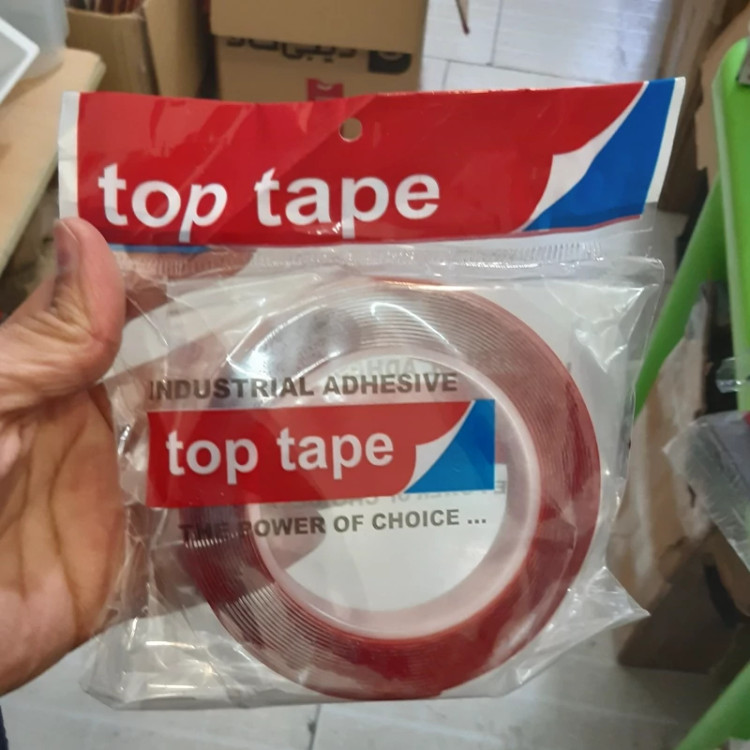 top tape
INDUSTRIAL ADHESIVE
top tape
THE POWER OF CHOICE ...